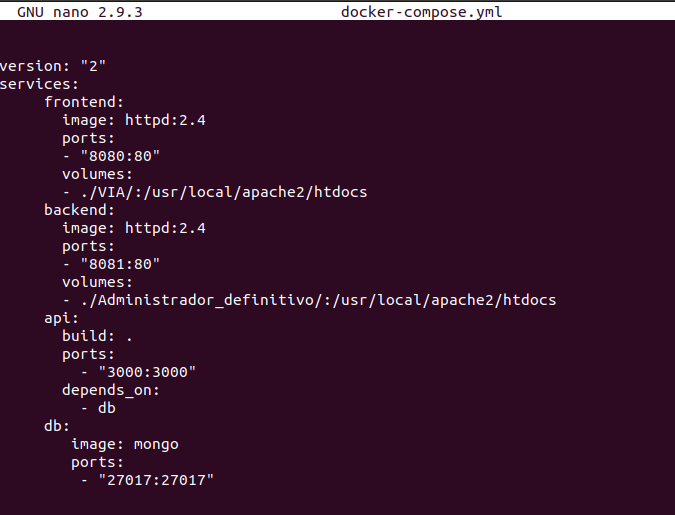 GNU nano 2.9.3 docker-compose.yml
version: "2"
services:
     frontend:
       image: httpd:2.4
       ports:
       - "8080:80"
       volumes:
       - ./VIA/:/usr/local/apache2/htdocs
     backend:
       image: httpd:2.4
       ports:
       - "8081:80"
       volumes:
       - ./Administrador_definitivo/:/usr/local/apache2/htdocs
     api:
       build: .
       ports:
         - "3000:3000"
       depends_on:
         - db
     db:
        image: mongo
        ports:
         - "27017:27017"